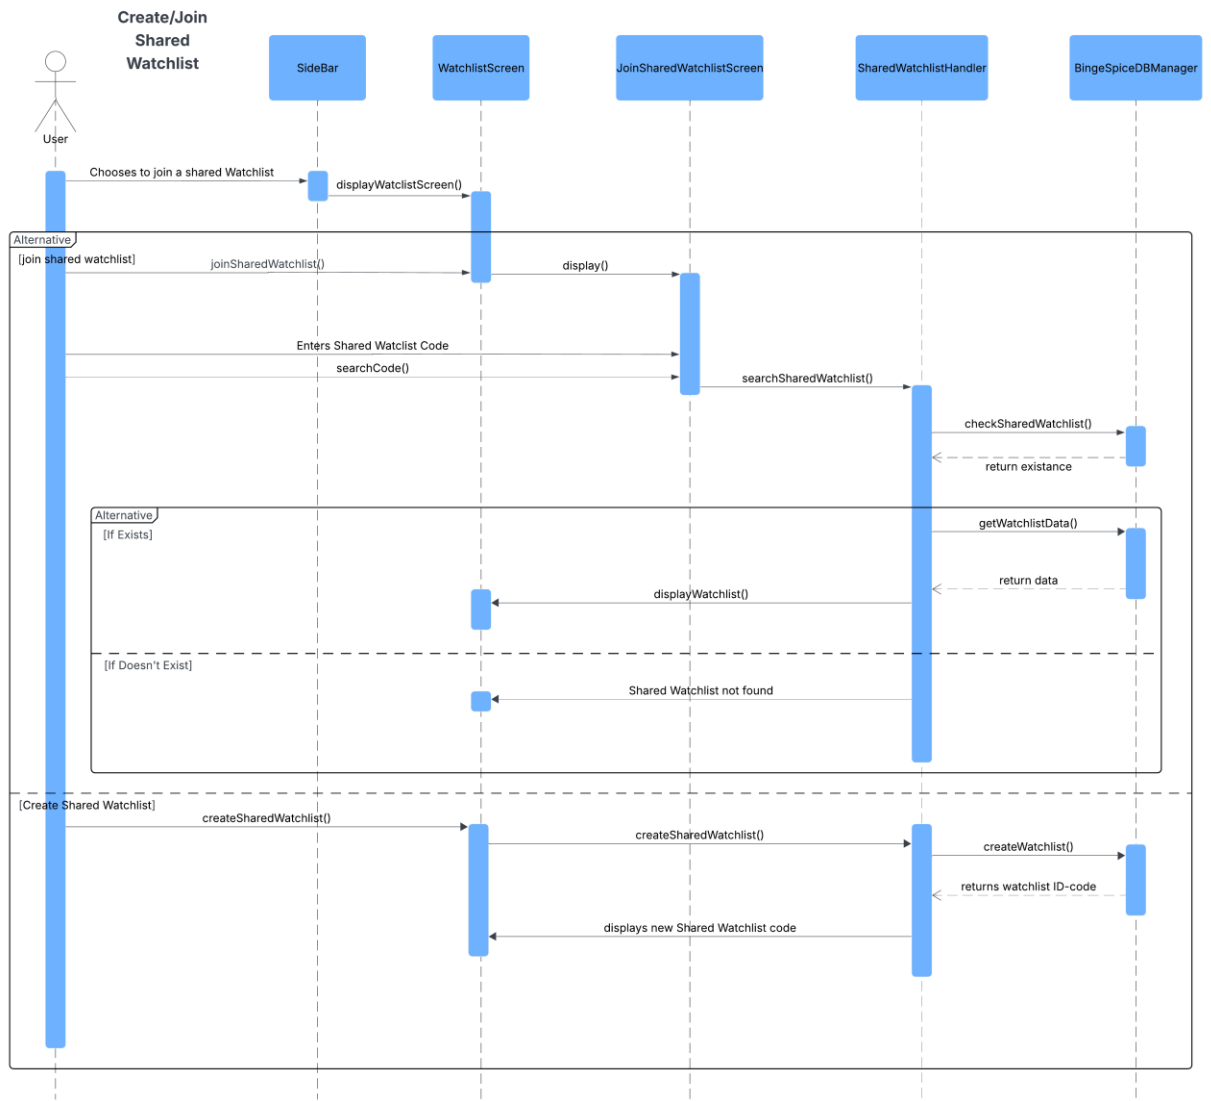 Create/Join
Shared
Watchlist
SideBar
WatchlistScreen
JoinSharedWatchlistScreen
SharedWatchlistHandler
BingeSpiceDBManager
User
Chooses to join a shared Watchlist
displayWatclistScreen()
Alternative
[join shared watchlist]
joinSharedWatchlist()
display()
Enters Shared Watclist Code
searchCode()
searchSharedWatchlist()
checkSharedWatchlist()
return existance
Alternative
[If Exists]
getWatchlistData()
return data
displayWatchlist()
[If Doesn't Exist]
Shared Watchlist not found
[Create Shared Watchlist]
createSharedWatchlist()
createSharedWatchlist()
createWatchlist()
returns watchlist ID-code
displays new Shared Watchlist code